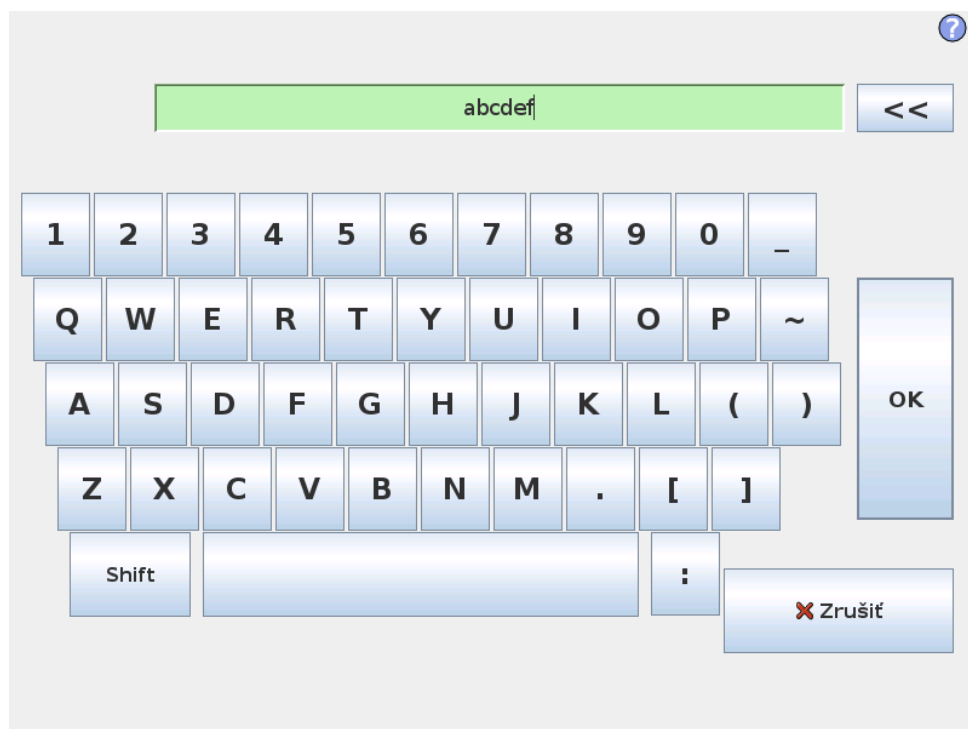 ?
abcdef
<<
1 2 3 4 5 6 7 8 9 0 _
Q W E R T Y U I O P ~
A S D F G H J K L ( )
OK
Z X C V B N M . [ ]
Shift :
Zrušiť